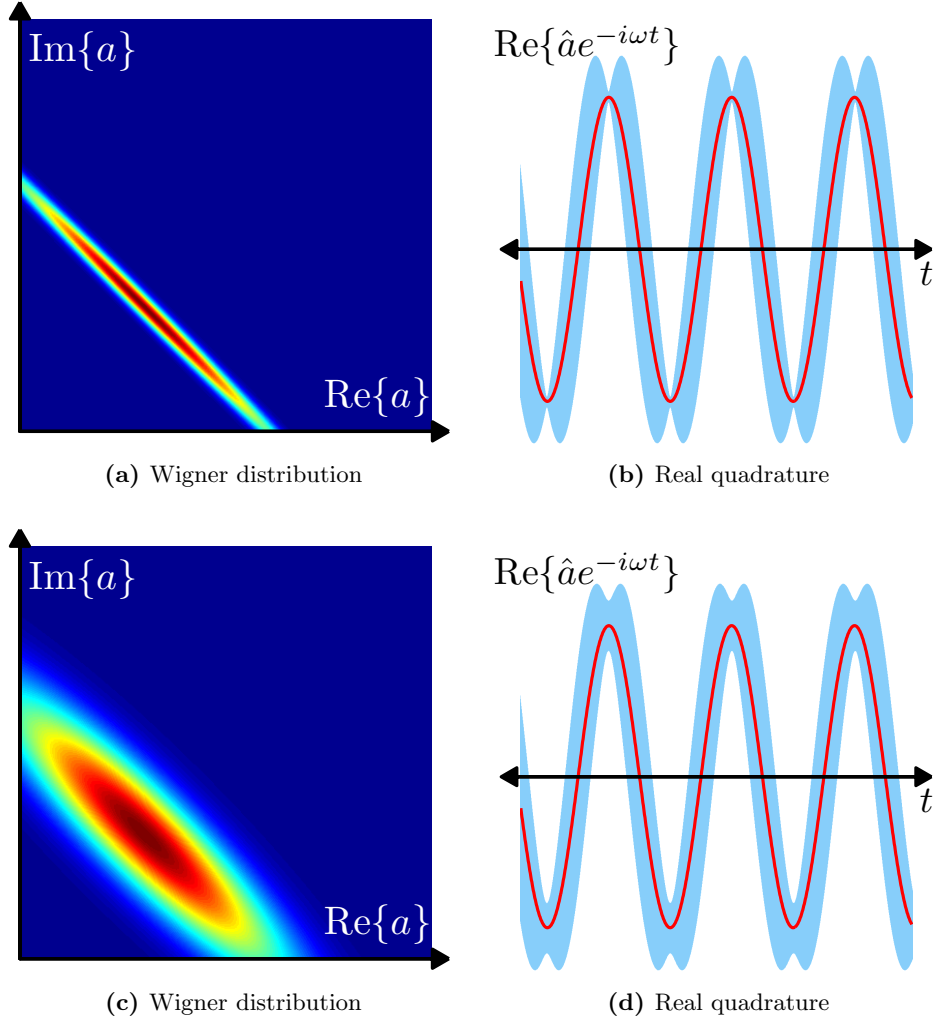 Im{a}
Re{a}
(a) Wigner distribution
Re{âe^{-iωt}}
t
(b) Real quadrature
Im{a}
Re{a}
(c) Wigner distribution
Re{âe^{-iωt}}
t
(d) Real quadrature